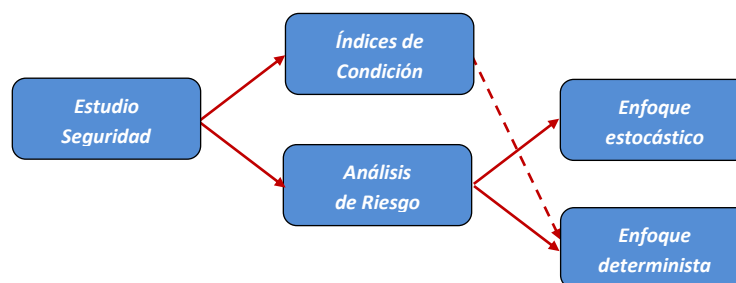 Índices de
Condición
Estudio
Seguridad
Enfoque
estocástico
Análisis
de Riesgo
Enfoque
determinista